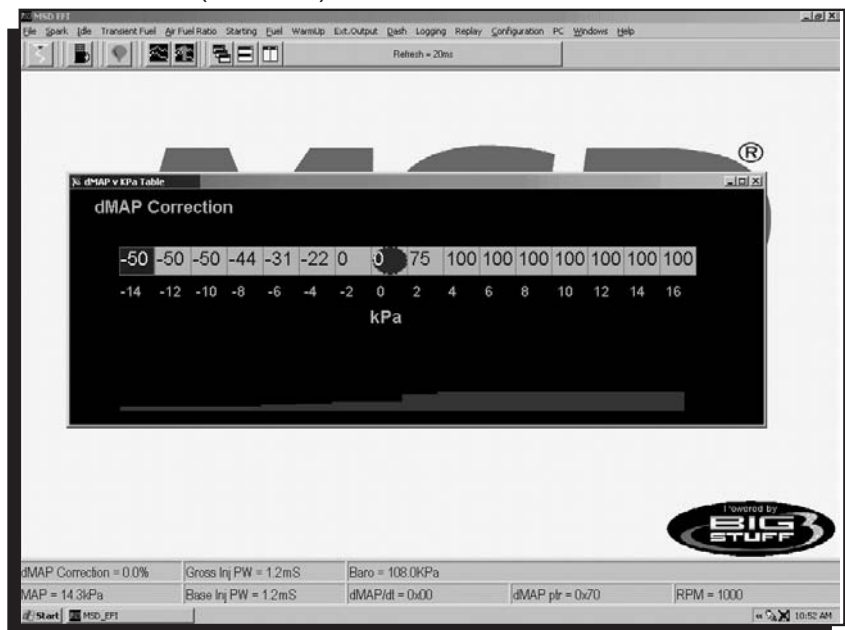 MSD EFI
File Spark Idle Transient Fuel Air Fuel Ratio Starting Fuel WarmUp Ext.Output Dash Logging Replay Configuration PC Windows Help
Refresh = 20ms
®
dMAP v KPa Table
dMAP Correction
-50 -50 -50 -44 -31 -22 0 0 75 100 100 100 100 100 100 100
-14 -12 -10 -8 -6 -4 -2 0 2 4 6 8 10 12 14 16
kPa
Powered by
BIG
STUFF 3
dMAP Correction = 0.0% Gross Inj PW = 1.2mS Baro = 108.0KPa
MAP = 14.3kPa Base Inj PW = 1.2mS dMAP/dt = 0x00 dMAP ptr = 0x70 RPM = 1000
Start MSD_EFI 10:52 AM